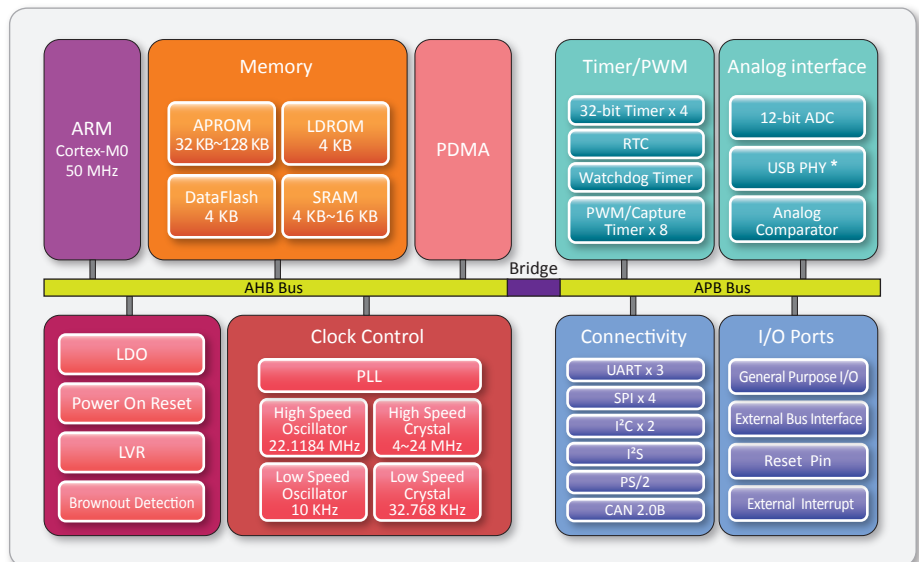 ARM
Cortex-M0
50 MHz
Memory
APROM
32 KB~128 KB
LDROM
4 KB
DataFlash
4 KB
SRAM
4 KB~16 KB
PDMA
Timer/PWM
32-bit Timer x 4
RTC
Watchdog Timer
PWM/Capture
Timer x 8
Analog interface
12-bit ADC
USB PHY *
Analog
Comparator
AHB Bus
Bridge
APB Bus
LDO
Power On Reset
LVR
Brownout Detection
Clock Control
PLL
High Speed
Oscillator
22.1184 MHz
High Speed
Crystal
4~24 MHz
Low Speed
Oscillator
10 KHz
Low Speed
Crystal
32.768 KHz
Connectivity
UART x 3
SPI x 4
I²C x 2
I²S
PS/2
CAN 2.0B
I/O Ports
General Purpose I/O
External Bus Interface
Reset Pin
External Interrupt